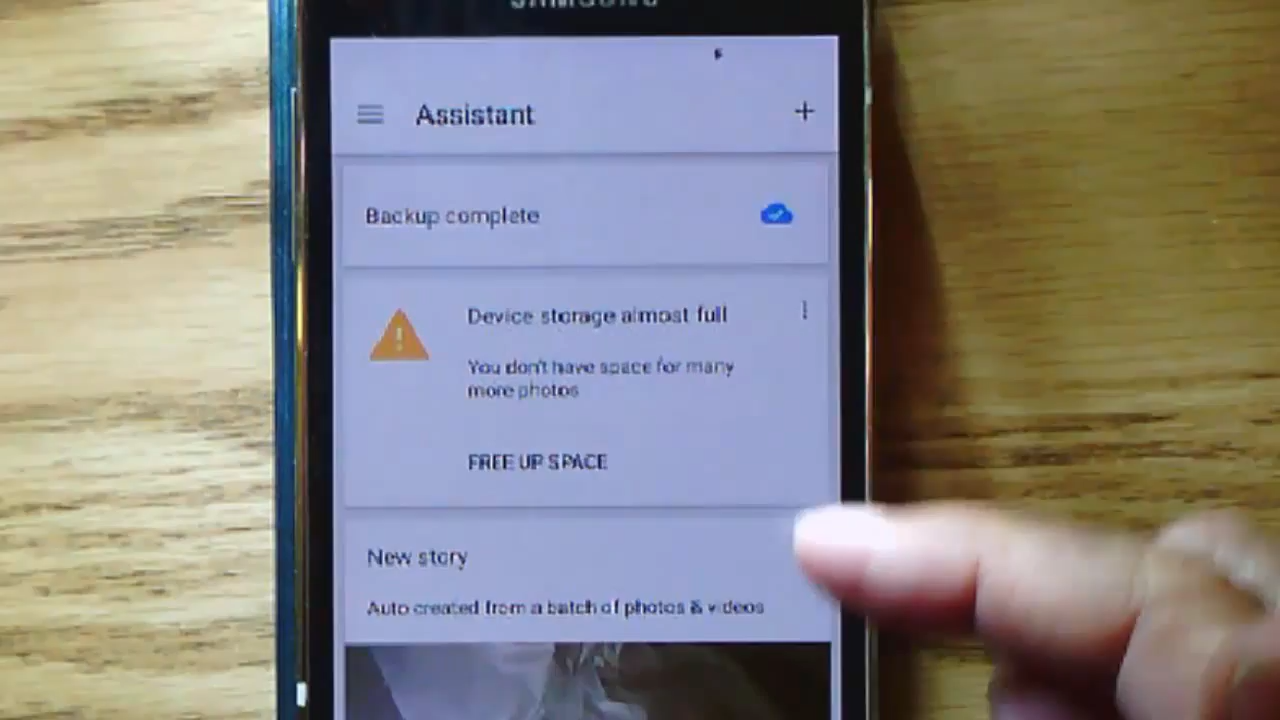 SAMSUNG
Assistant
Backup complete
Device storage almost full
You don't have space for many
more photos
FREE UP SPACE
New story
Auto created from a batch of photos & videos